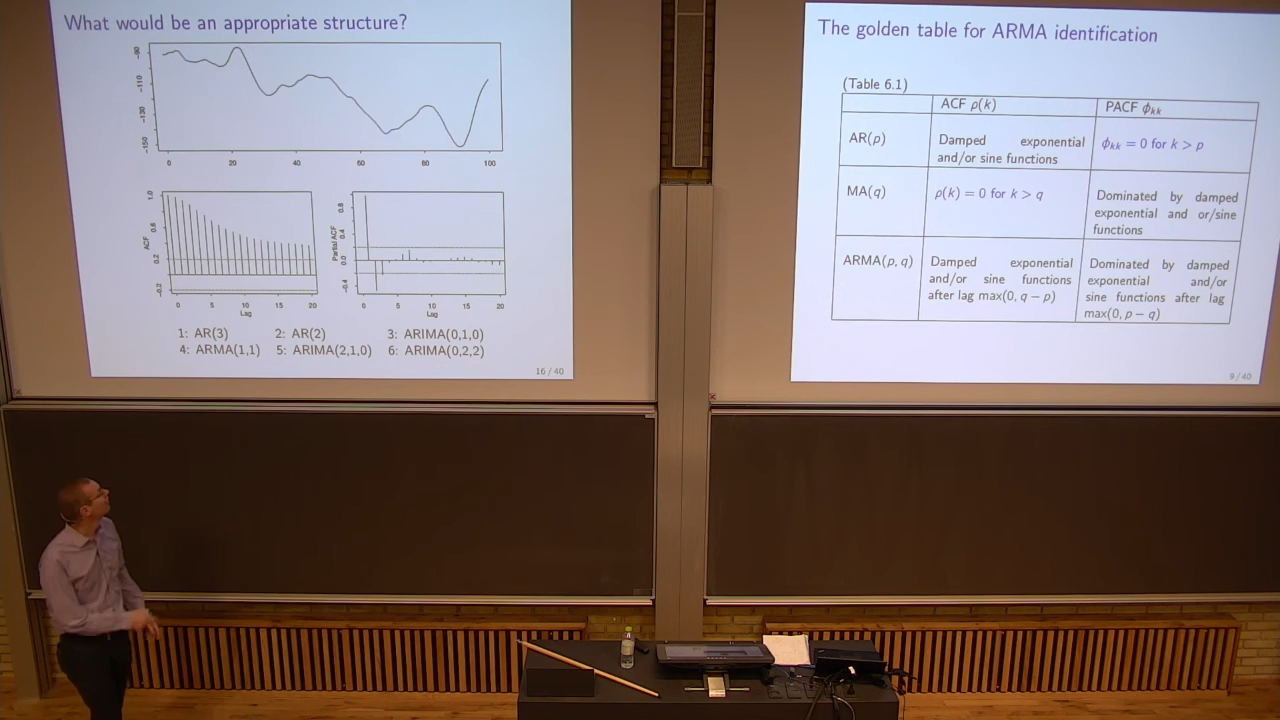 What would be an appropriate structure?
-90
-110
-130
-150
0 20 40 60 80 100
ACF
1.0
0.6
0.2
-0.2
0 5 10 15 20
Lag
Partial ACF
0.8
0.4
0.0
-0.4
0 5 10 15 20
Lag
1: AR(3) 2: AR(2) 3: ARIMA(0,1,0)
4: ARMA(1,1) 5: ARIMA(2,1,0) 6: ARIMA(0,2,2)
16 / 40
The golden table for ARMA identification
(Table 6.1)
ACF ρ(k) PACF ϕkk
AR(p) Damped exponential and/or sine functions ϕkk = 0 for k > p
MA(q) ρ(k) = 0 for k > q Dominated by damped exponential and or/sine functions
ARMA(p, q) Damped exponential and/or sine functions after lag max(0, q − p) Dominated by damped exponential and/or sine functions after lag max(0, p − q)
9 / 40